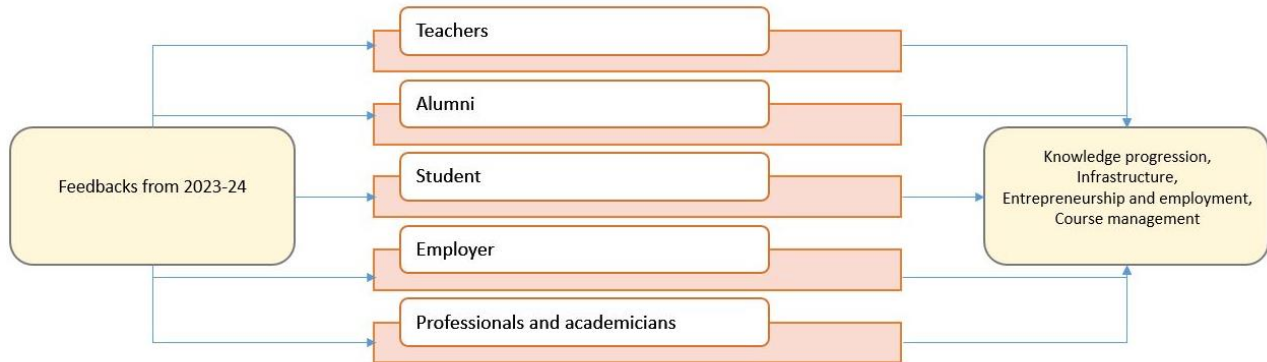 Teachers
Alumni
Feedbacks from 2023-24
Student
Knowledge progression,
Infrastructure,
Entrepreneurship and employment,
Course management
Employer
Professionals and academicians